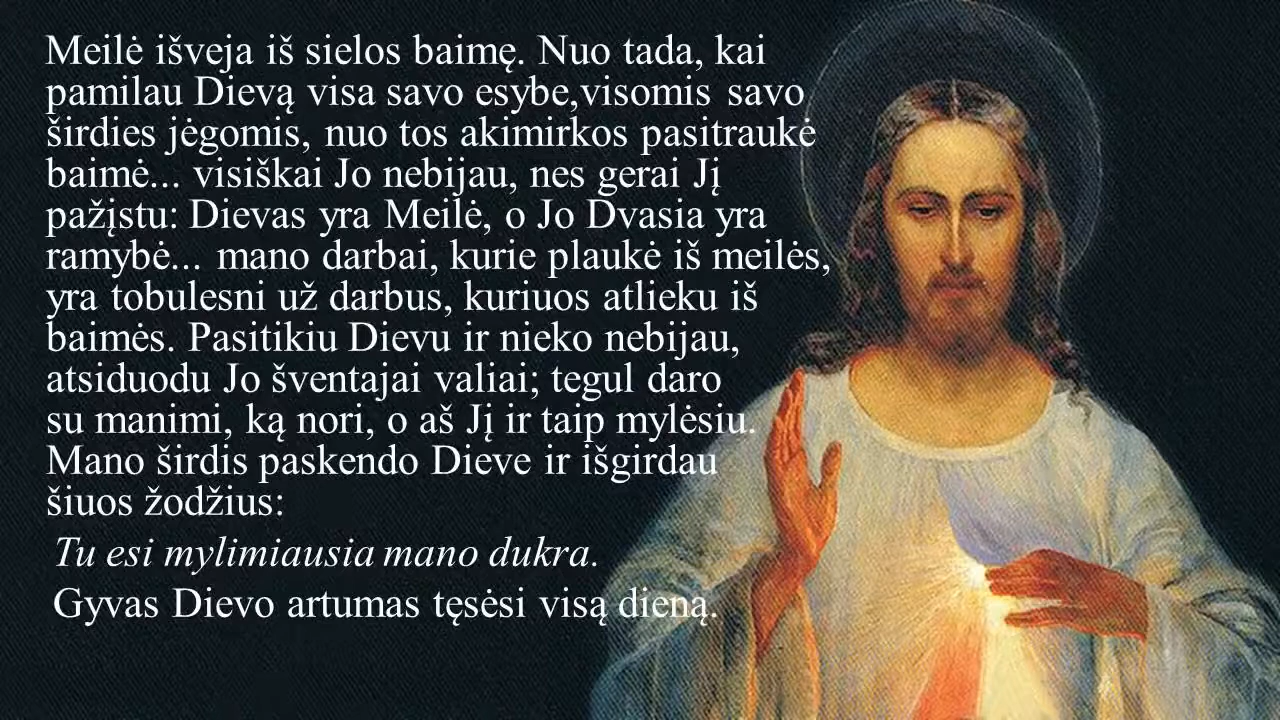 Meilė išveja iš sielos baimę. Nuo tada, kai
pamilau Dievą visa savo esybe,visomis savo
širdies jėgomis, nuo tos akimirkos pasitraukė
baimė... visiškai Jo nebijau, nes gerai Jį
pažįstu: Dievas yra Meilė, o Jo Dvasia yra
ramybė... mano darbai, kurie plaukė iš meilės,
yra tobulesni už darbus, kuriuos atlieku iš
baimės. Pasitikiu Dievu ir nieko nebijau,
atsiduodu Jo šventajai valiai; tegul daro
su manimi, ką nori, o aš Jį ir taip mylėsiu.
Mano širdis paskendo Dieve ir išgirdau
šiuos žodžius:
Tu esi mylimiausia mano dukra.
Gyvas Dievo artumas tęsėsi visą dieną.